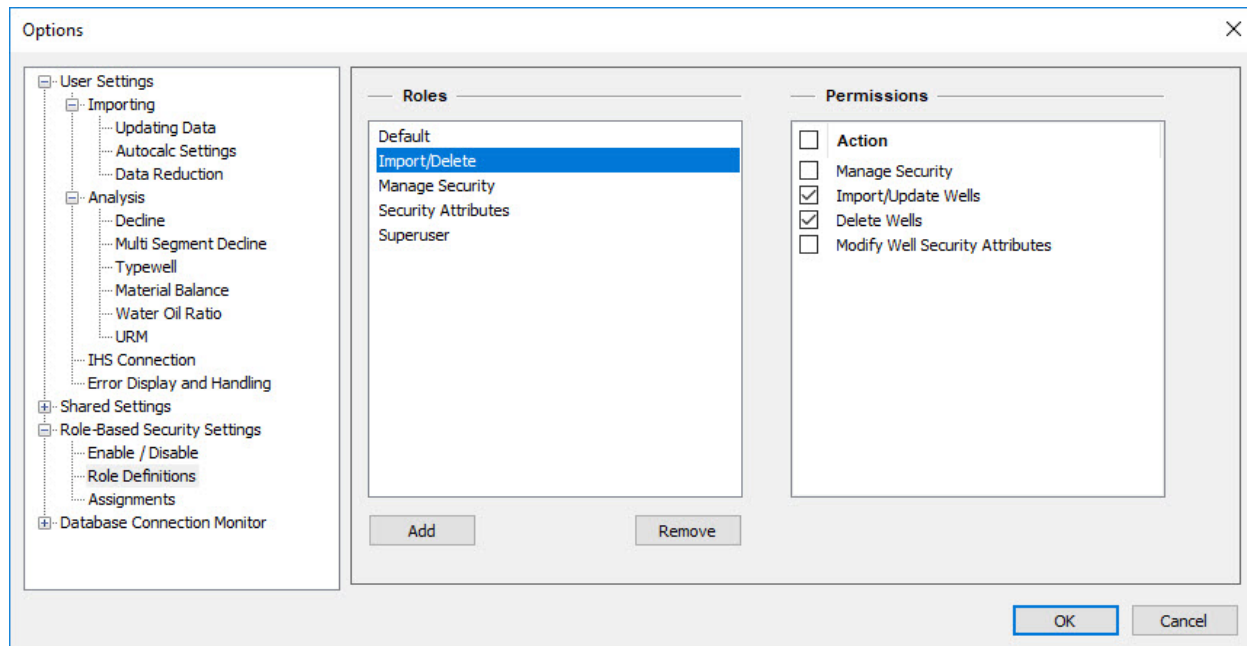 Options
User Settings
Importing
Updating Data
Autocalc Settings
Data Reduction
Analysis
Decline
Multi Segment Decline
Typewell
Material Balance
Water Oil Ratio
URM
IHS Connection
Error Display and Handling
Shared Settings
Role-Based Security Settings
Enable / Disable
Role Definitions
Assignments
Database Connection Monitor
Roles
Default
Import/Delete
Manage Security
Security Attributes
Superuser
Add
Remove
Permissions
Action
Manage Security
Import/Update Wells
Delete Wells
Modify Well Security Attributes
OK
Cancel